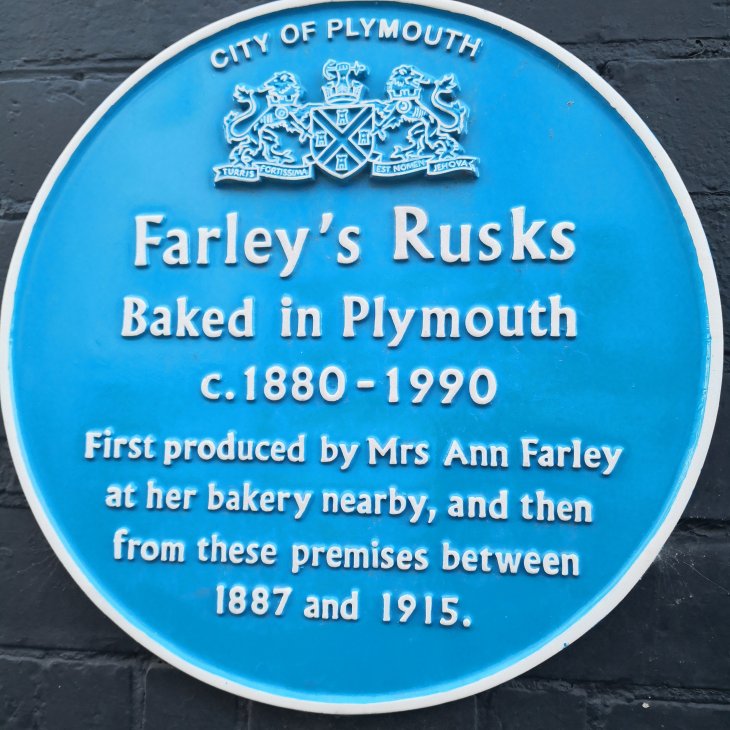 CITY OF PLYMOUTH
TURRIS FORTISSIMA EST NOMEN JEHOVA
Farley's Rusks
Baked in Plymouth
c.1880-1990
First produced by Mrs Ann Farley
at her bakery nearby, and then
from these premises between
1887 and 1915.